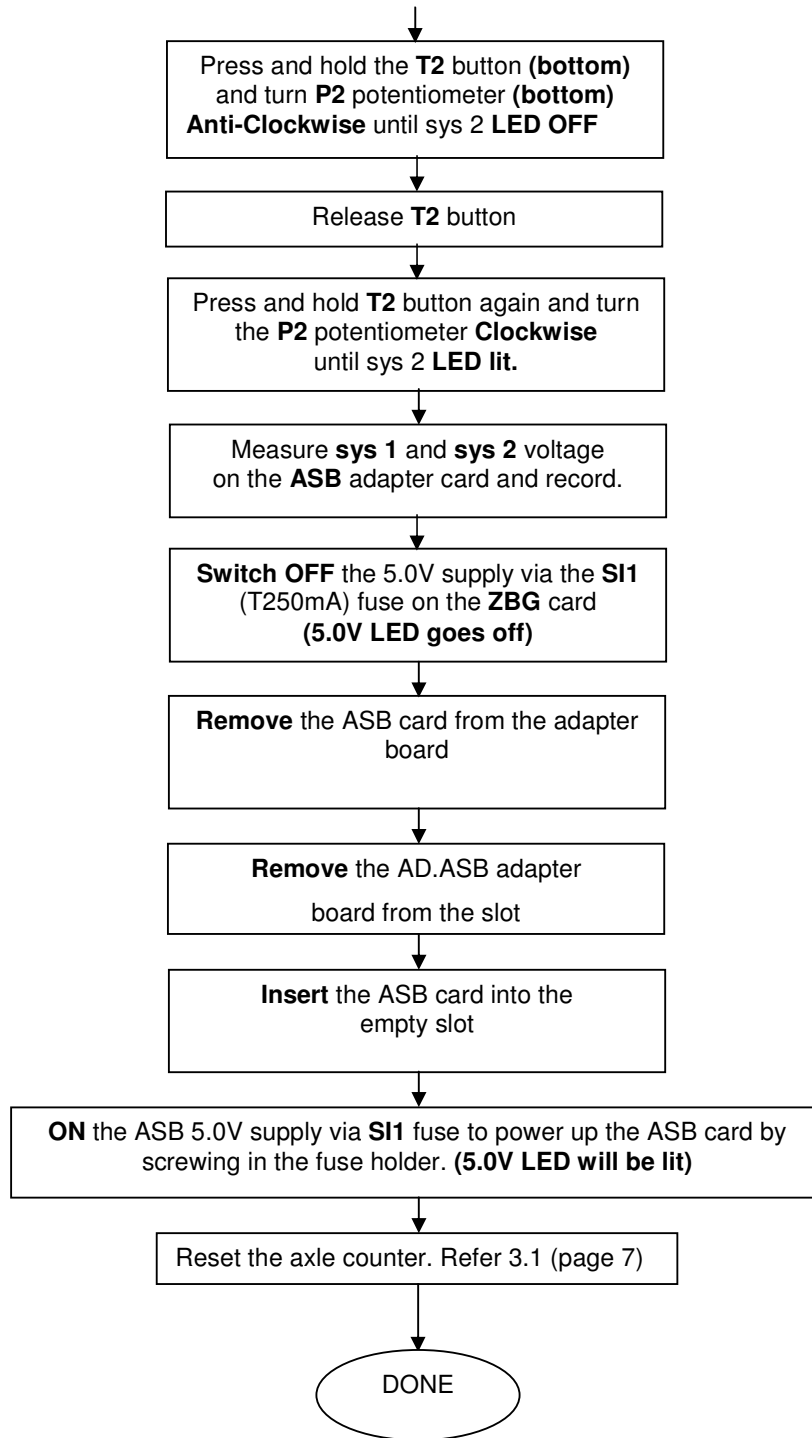 Press and hold the T2 button (bottom)
and turn P2 potentiometer (bottom)
Anti-Clockwise until sys 2 LED OFF
Release T2 button
Press and hold T2 button again and turn
the P2 potentiometer Clockwise
until sys 2 LED lit.
Measure sys 1 and sys 2 voltage
on the ASB adapter card and record.
Switch OFF the 5.0V supply via the SI1
(T250mA) fuse on the ZBG card
(5.0V LED goes off)
Remove the ASB card from the adapter
board
Remove the AD.ASB adapter
board from the slot
Insert the ASB card into the
empty slot
ON the ASB 5.0V supply via SI1 fuse to power up the ASB card by
screwing in the fuse holder. (5.0V LED will be lit)
Reset the axle counter. Refer 3.1 (page 7)
DONE